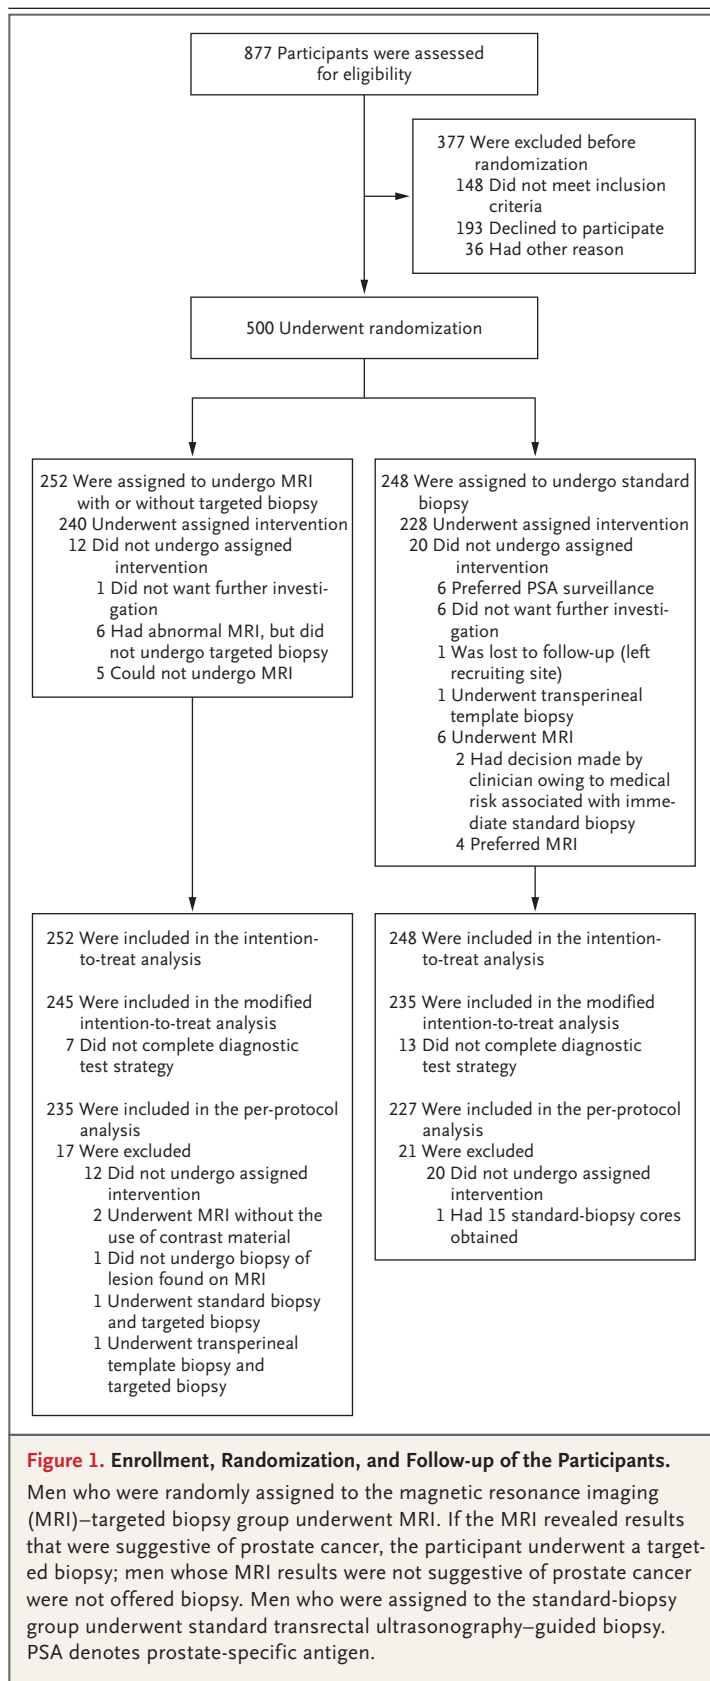 877 Participants were assessed
for eligibility
377 Were excluded before
randomization
148 Did not meet inclusion
criteria
193 Declined to participate
36 Had other reason
500 Underwent randomization
252 Were assigned to undergo MRI
with or without targeted biopsy
240 Underwent assigned intervention
12 Did not undergo assigned
intervention
1 Did not want further investi-
gation
6 Had abnormal MRI, but did
not undergo targeted biopsy
5 Could not undergo MRI
248 Were assigned to undergo standard
biopsy
228 Underwent assigned intervention
20 Did not undergo assigned
intervention
6 Preferred PSA surveillance
6 Did not want further investi-
gation
1 Was lost to follow-up (left
recruiting site)
1 Underwent transperineal
template biopsy
6 Underwent MRI
2 Had decision made by
clinician owing to medical
risk associated with imme-
diate standard biopsy
4 Preferred MRI
252 Were included in the intention-
to-treat analysis
245 Were included in the modified
intention-to-treat analysis
7 Did not complete diagnostic
test strategy
235 Were included in the per-protocol
analysis
17 Were excluded
12 Did not undergo assigned
intervention
2 Underwent MRI without the
use of contrast material
1 Did not undergo biopsy of
lesion found on MRI
1 Underwent standard biopsy
and targeted biopsy
1 Underwent transperineal
template biopsy and
targeted biopsy
248 Were included in the intention-
to-treat analysis
235 Were included in the modified
intention-to-treat analysis
13 Did not complete diagnostic
test strategy
227 Were included in the per-protocol
analysis
21 Were excluded
20 Did not undergo assigned
intervention
1 Had 15 standard-biopsy cores
obtained
Figure 1. Enrollment, Randomization, and Follow-up of the Participants.
Men who were randomly assigned to the magnetic resonance imaging
(MRI)–targeted biopsy group underwent MRI. If the MRI revealed results
that were suggestive of prostate cancer, the participant underwent a target-
ed biopsy; men whose MRI results were not suggestive of prostate cancer
were not offered biopsy. Men who were assigned to the standard-biopsy
group underwent standard transrectal ultrasonography–guided biopsy.
PSA denotes prostate-specific antigen.